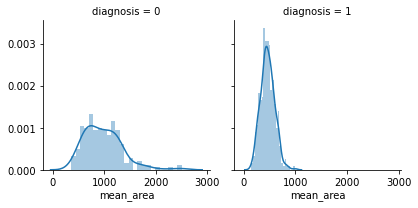 diagnosis = 0 diagnosis = 1
0.003
0.002
0.001
0.000
0 1000 2000 3000 0 1000 2000 3000
mean_area mean_area